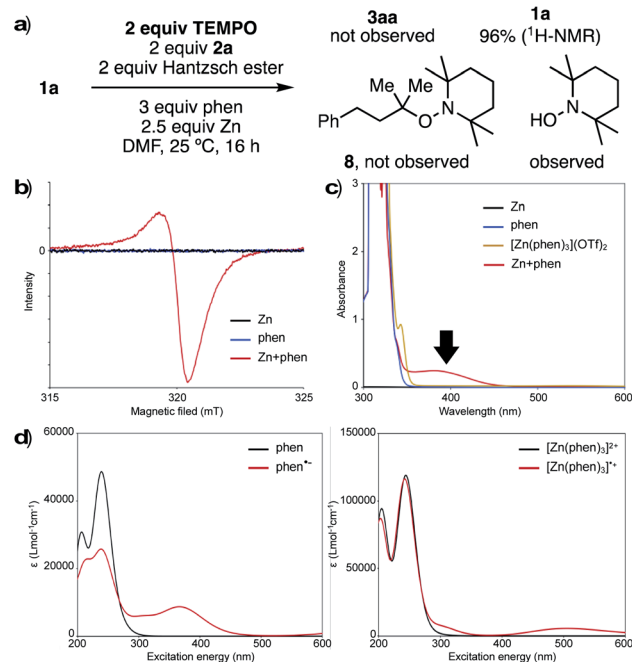 a)
2 equiv TEMPO
2 equiv 2a
2 equiv Hantzsch ester
1a
3 equiv phen
2.5 equiv Zn
DMF, 25 ºC, 16 h
3aa
not observed
1a
96% (¹H-NMR)
Me
Me
Ph
O
N
8, not observed
HO
N
observed
b)
0
Intensity
Zn
phen
Zn+phen
315
320
325
Magnetic filed (mT)
c)
3
2
1
0
Absorbance
Zn
phen
[Zn(phen)₃](OTf)₂
Zn+phen
300
400
500
600
Wavelength (nm)
d)
60000
40000
20000
0
ε (Lmol⁻¹cm⁻¹)
phen
phen•−
200
300
400
500
600
Excitation energy (nm)
150000
100000
50000
0
ε (Lmol⁻¹cm⁻¹)
[Zn(phen)₃]²⁺
[Zn(phen)₃]•⁺
200
300
400
500
600
Excitation energy (nm)